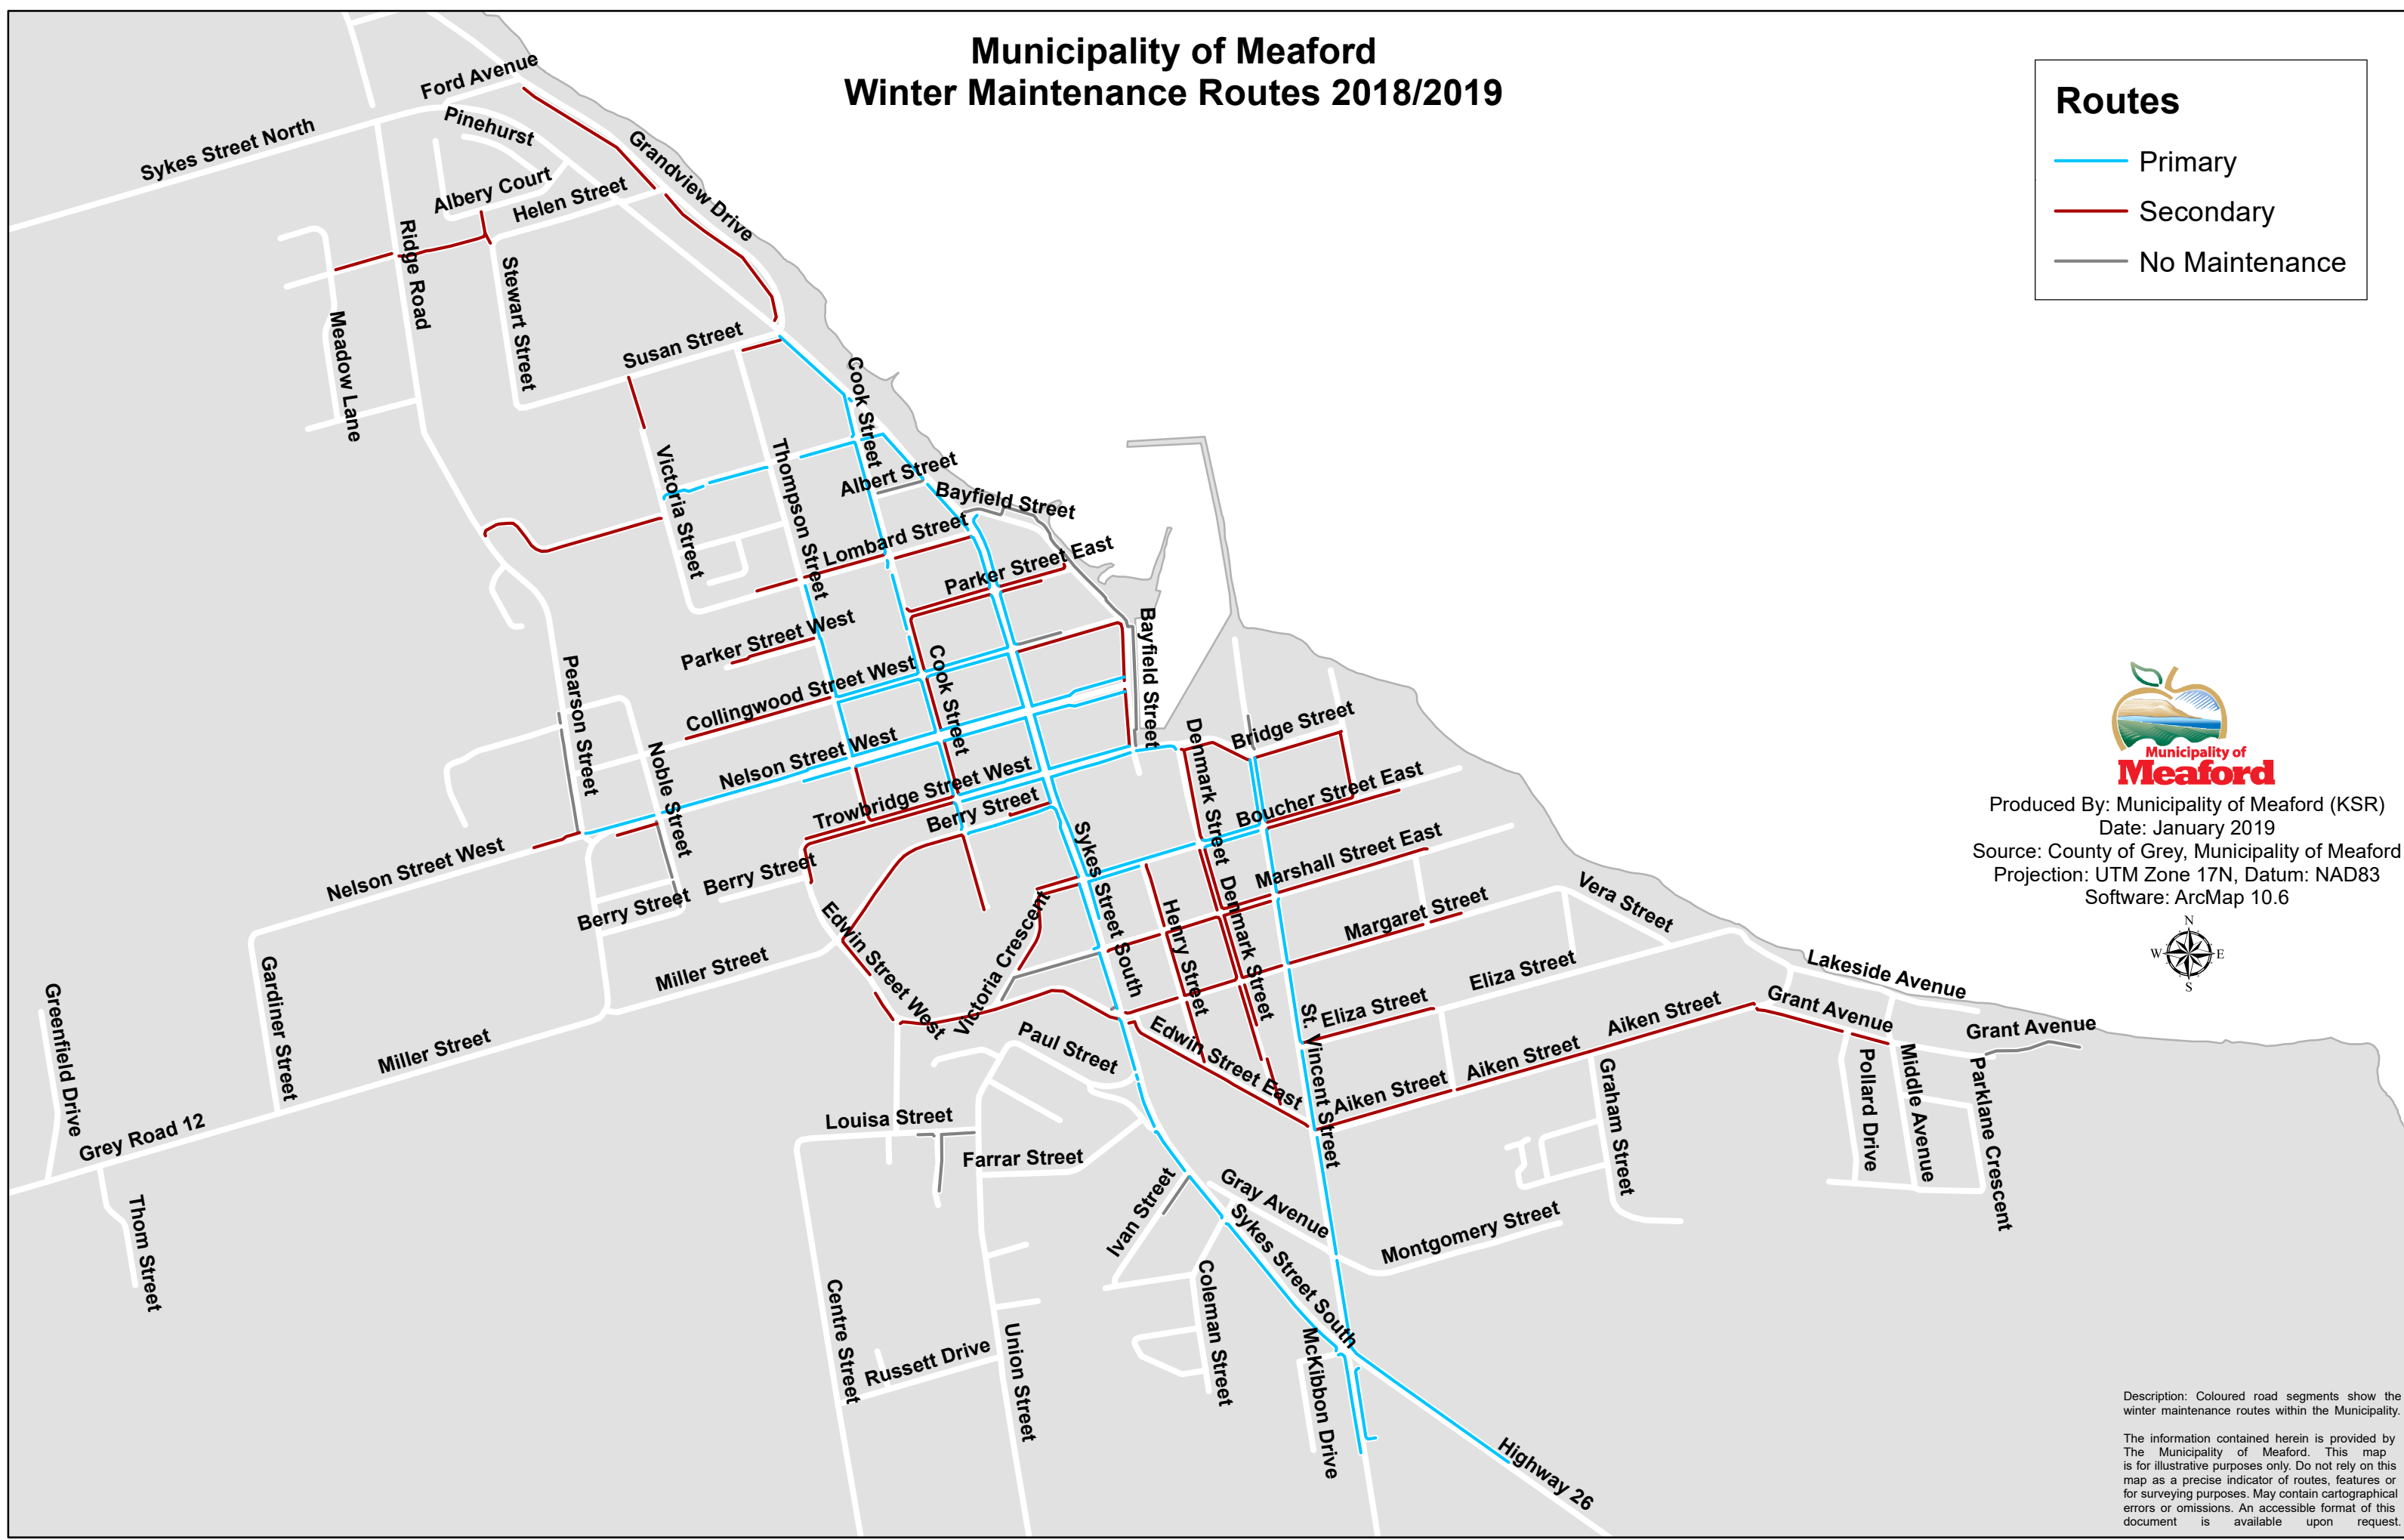 Municipality of Meaford
Winter Maintenance Routes 2018/2019
Routes
Primary
Secondary
No Maintenance
Ford Avenue
Sykes Street North
Pinehurst
Grandview Drive
Albery Court
Helen Street
Ridge Road
Stewart Street
Meadow Lane
Susan Street
Cook Street
Victoria Street
Thompson Street
Albert Street
Bayfield Street
Lombard Street
Parker Street East
Parker Street West
Bayfield Street
Collingwood Street West
Cook Street
Pearson Street
Noble Street
Nelson Street West
Denmark Street
Bridge Street
Trowbridge Street West
Boucher Street East
Berry Street
Sykes Street South
Marshall Street East
Nelson Street West
Berry Street
Berry Street
Denmark Street
Margaret Street
Vera Street
Edwin Street West
Victoria Crescent
Henry Street
Denmark Street
Miller Street
Eliza Street
Lakeside Avenue
Gardiner Street
Greenfield Drive
Eliza Street
Aiken Street
Grant Avenue
Grant Avenue
Miller Street
Paul Street
Edwin Street East
St. Vincent Street
Aiken Street
Aiken Street
Graham Street
Pollard Drive
Middle Avenue
Parklane Crescent
Louisa Street
Grey Road 12
Farrar Street
Thom Street
Ivan Street
Gray Avenue
Sykes Street South
Montgomery Street
Centre Street
Coleman Street
Russett Drive
Union Street
McKibbon Drive
Highway 26
Municipality of
Meaford
Produced By: Municipality of Meaford (KSR)
Date: January 2019
Source: County of Grey, Municipality of Meaford
Projection: UTM Zone 17N, Datum: NAD83
Software: ArcMap 10.6
N
W
E
S
Description: Coloured road segments show the
winter maintenance routes within the Municipality.
The information contained herein is provided by
The Municipality of Meaford. This map
is for illustrative purposes only. Do not rely on this
map as a precise indicator of routes, features or
for surveying purposes. May contain cartographical
errors or omissions. An accessible format of this
document is available upon request.